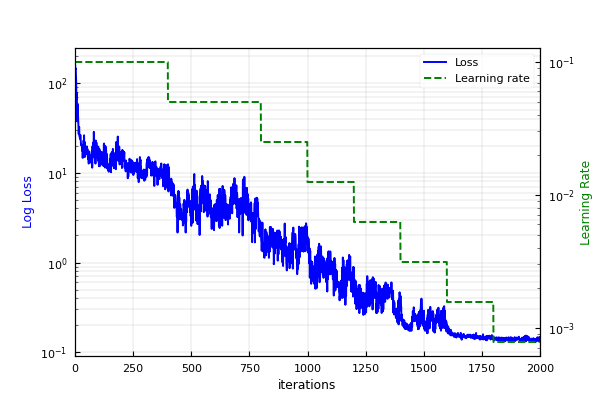 Loss
Learning rate
Log Loss
10²
10¹
10⁰
10⁻¹
10⁻¹
10⁻²
10⁻³
Learning Rate
0 250 500 750 1000 1250 1500 1750 2000
iterations